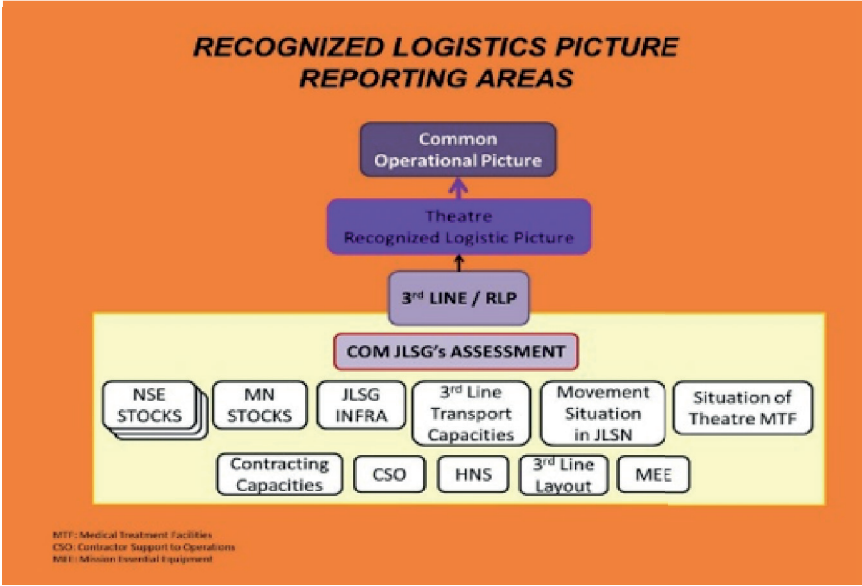 RECOGNIZED LOGISTICS PICTURE
REPORTING AREAS
Common
Operational Picture
Theatre
Recognized Logistic Picture
3rd LINE / RLP
COM JLSG's ASSESSMENT
NSE
STOCKS
MN
STOCKS
JLSG
INFRA
3rd Line
Transport
Capacities
Movement
Situation
in JLSN
Situation of
Theatre MTF
Contracting
Capacities
CSO
HNS
3rd Line
Layout
MEE
MTF: Medical Treatment Facilities
CSO: Contractor Support to Operations
MEE: Mission Essential Equipment